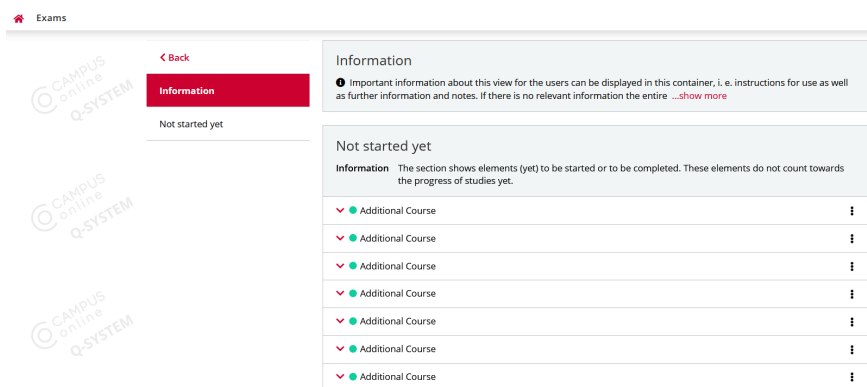 Exams
CAMPUS
online
Q-SYSTEM
CAMPUS
online
Q-SYSTEM
CAMPUS
online
Q-SYSTEM
Back
Information
Not started yet
Information
Important information about this view for the users can be displayed in this container, i. e. instructions for use as well
as further information and notes. If there is no relevant information the entire ...show more
Not started yet
Information The section shows elements (yet) to be started or to be completed. These elements do not count towards
the progress of studies yet.
Additional Course
Additional Course
Additional Course
Additional Course
Additional Course
Additional Course
Additional Course